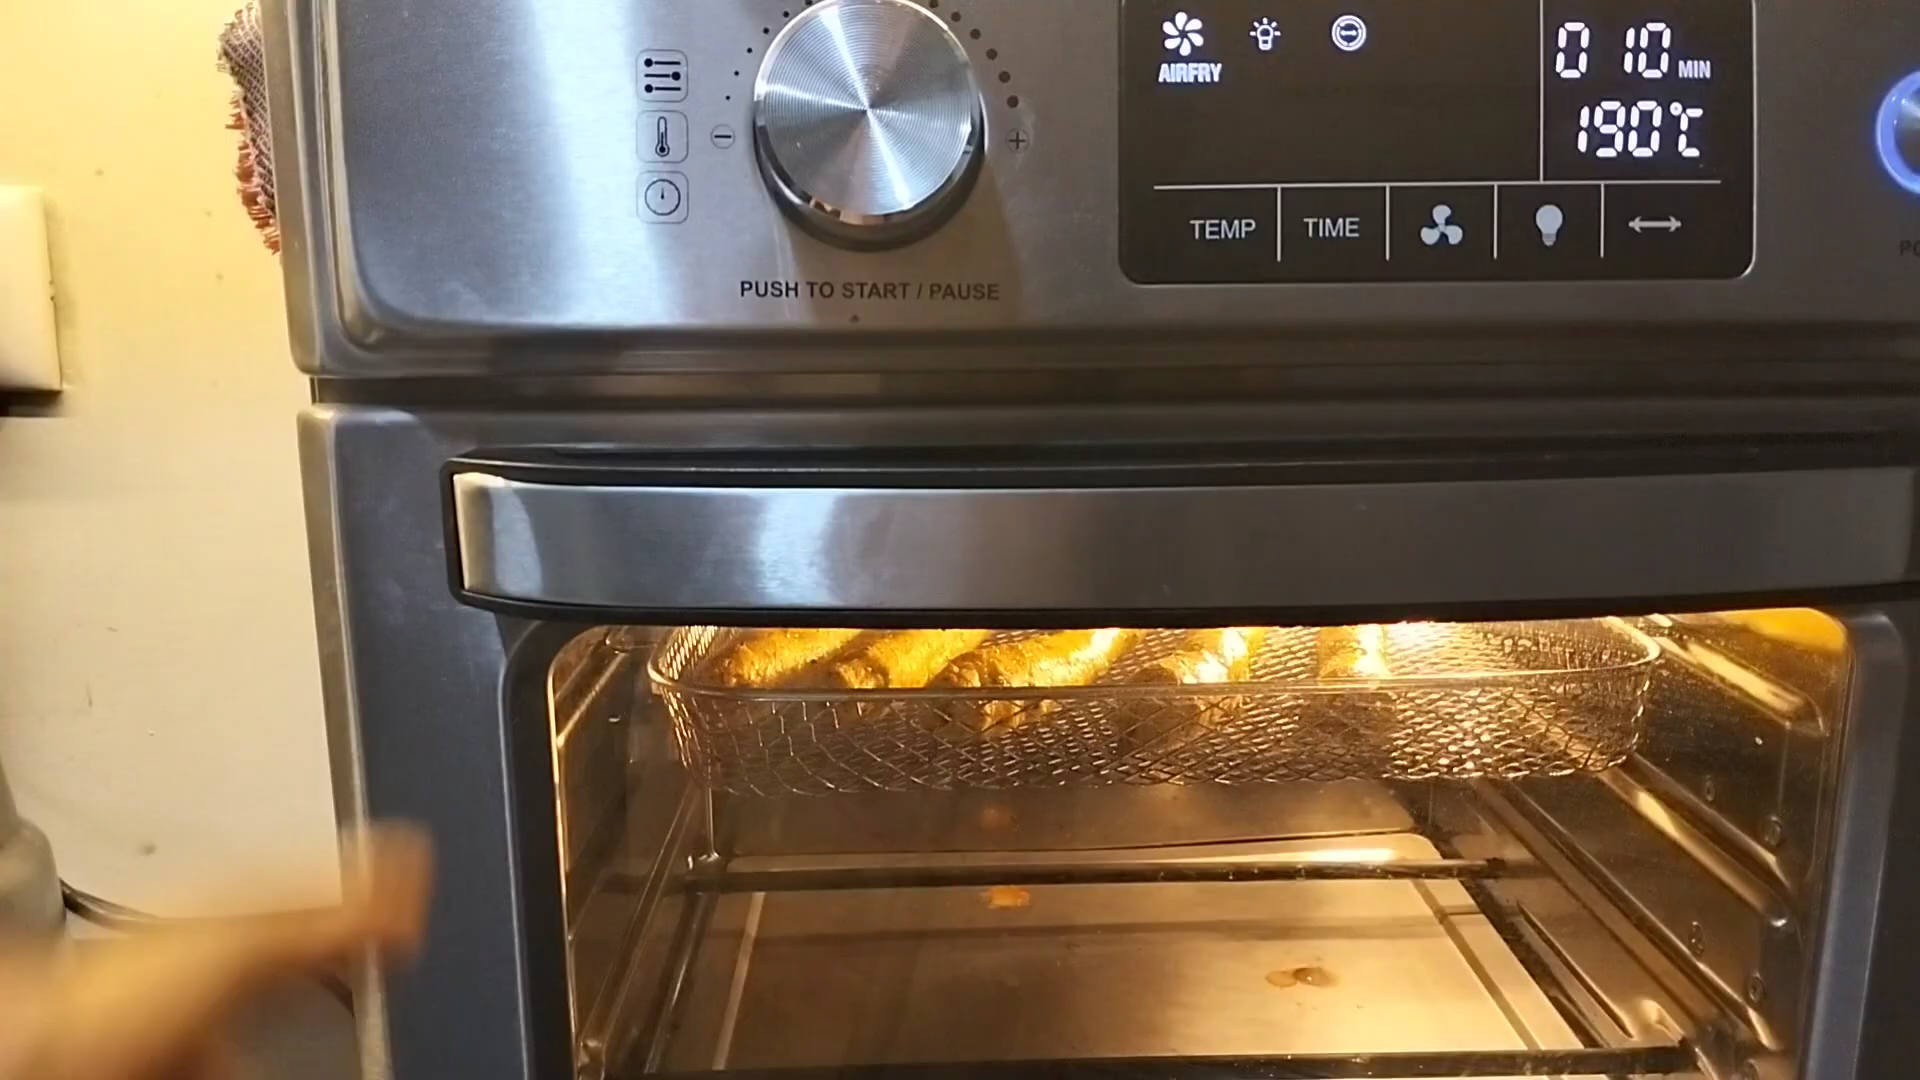 AIRFRY
0 10 MIN
190°C
TEMP TIME
PUSH TO START / PAUSE